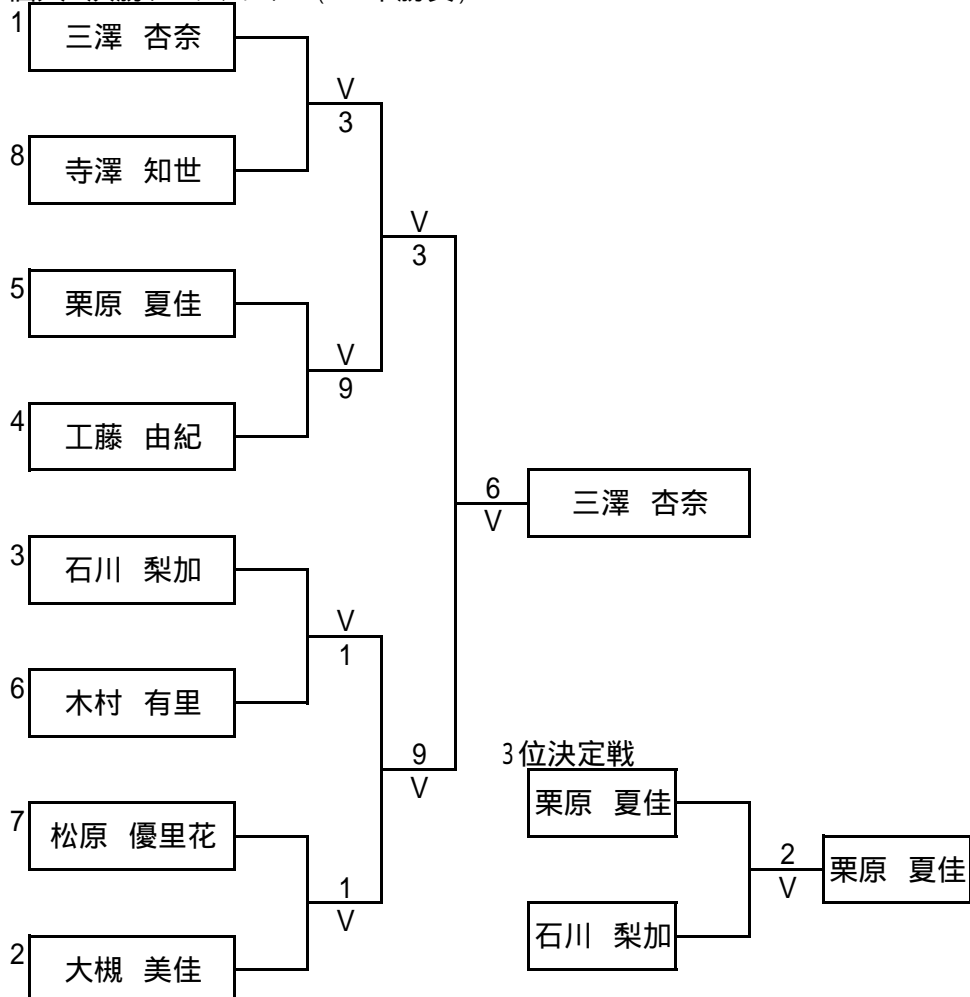 1
三澤 杏奈
V
3
8
寺澤 知世
V
3
5
栗原 夏佳
V
9
4
工藤 由紀
6
V
三澤 杏奈
3
石川 梨加
V
1
6
木村 有里
9
V
3位決定戦
栗原 夏佳
7
松原 優里花
2
V
栗原 夏佳
1
V
石川 梨加
2
大槻 美佳